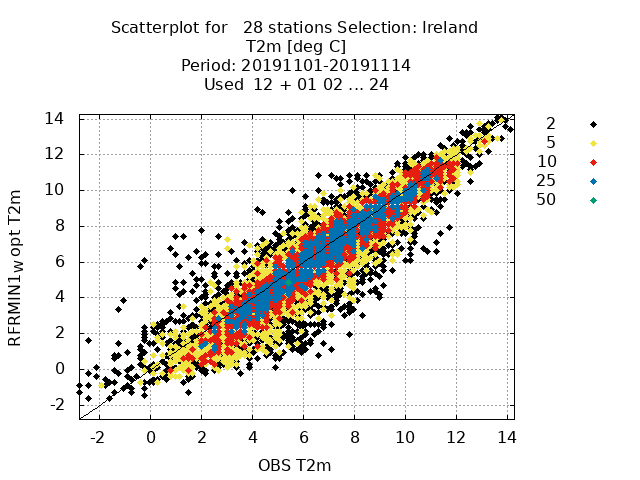 Scatterplot for   28 stations Selection: Ireland
T2m [deg C]
Period: 20191101-20191114
Used  12 + 01 02 ... 24
14
12
10
8
6
4
2
0
-2
-2 0 2 4 6 8 10 12 14
RFRMIN1wopt T2m
OBS T2m
2
5
10
25
50